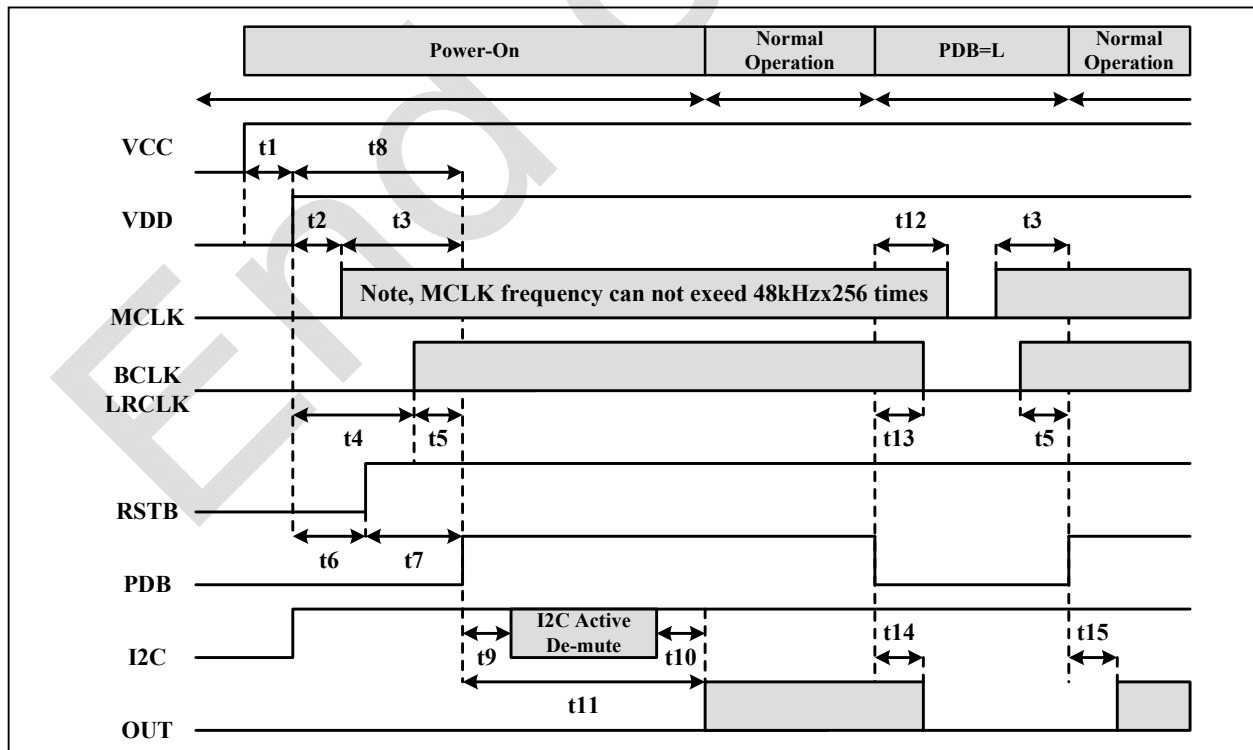 End
Power-On
Normal
Operation
PDB=L
Normal
Operation
VCC
t1
t8
VDD
t2
t3
t12
t3
MCLK
Note, MCLK frequency can not exeed 48kHzx256 times
BCLK
LRCLK
t4
t5
t13
t5
RSTB
t6
t7
PDB
I2C
t9
I2C Active
De-mute
t10
t14
t15
t11
OUT